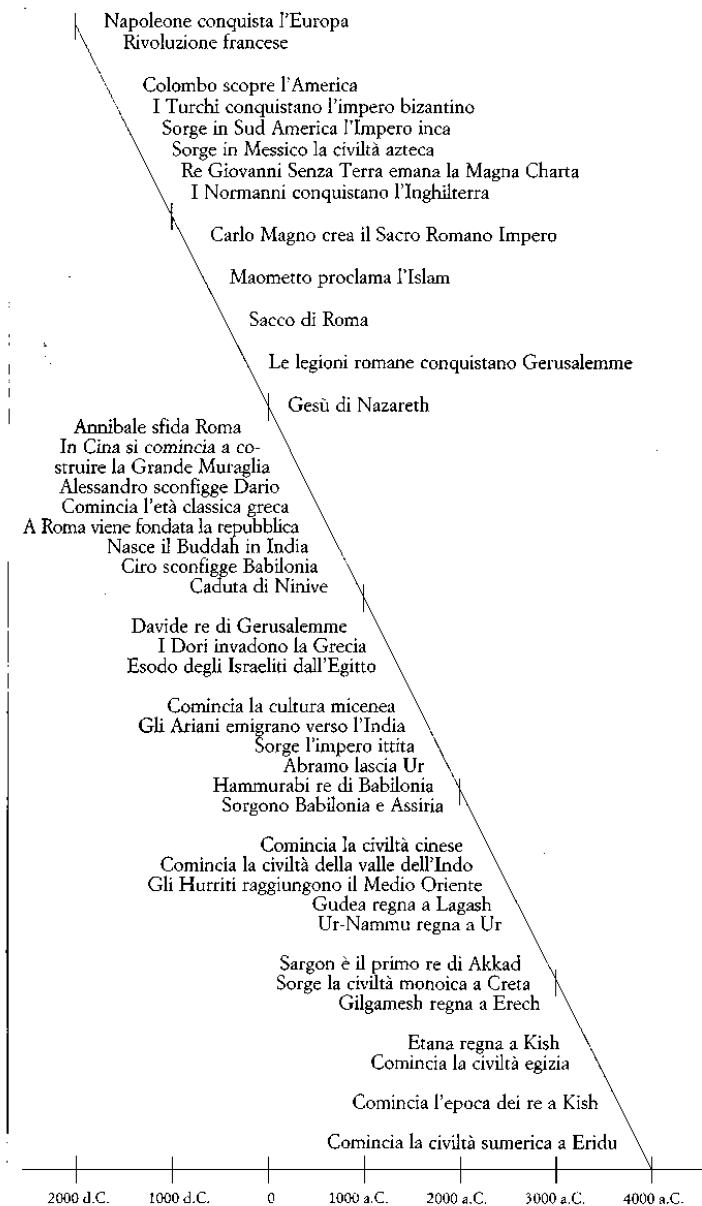 Napoleone conquista l'Europa
Rivoluzione francese
Colombo scopre l'America
I Turchi conquistano l'impero bizantino
Sorge in Sud America l'Impero inca
Sorge in Messico la civiltà azteca
Re Giovanni Senza Terra emana la Magna Charta
I Normanni conquistano l'Inghilterra
Carlo Magno crea il Sacro Romano Impero
Maometto proclama l'Islam
Sacco di Roma
Le legioni romane conquistano Gerusalemme
Gesù di Nazareth
Annibale sfida Roma
In Cina si comincia a co-
struire la Grande Muraglia
Alessandro sconfigge Dario
Comincia l'età classica greca
A Roma viene fondata la repubblica
Nasce il Buddah in India
Ciro sconfigge Babilonia
Caduta di Ninive
Davide re di Gerusalemme
I Dori invadono la Grecia
Esodo degli Israeliti dall'Egitto
Comincia la cultura micenea
Gli Ariani emigrano verso l'India
Sorge l'impero ittita
Abramo lascia Ur
Hammurabi re di Babilonia
Sorgono Babilonia e Assiria
Comincia la civiltà cinese
Comincia la civiltà della valle dell'Indo
Gli Hurriti raggiungono il Medio Oriente
Gudea regna a Lagash
Ur-Nammu regna a Ur
Sargon è il primo re di Akkad
Sorge la civiltà monoica a Creta
Gilgamesh regna a Erech
Etana regna a Kish
Comincia la civiltà egizia
Comincia l'epoca dei re a Kish
Comincia la civiltà sumerica a Eridu
2000 d.C. 1000 d.C. 0 1000 a.C. 2000 a.C. 3000 a.C. 4000 a.C.